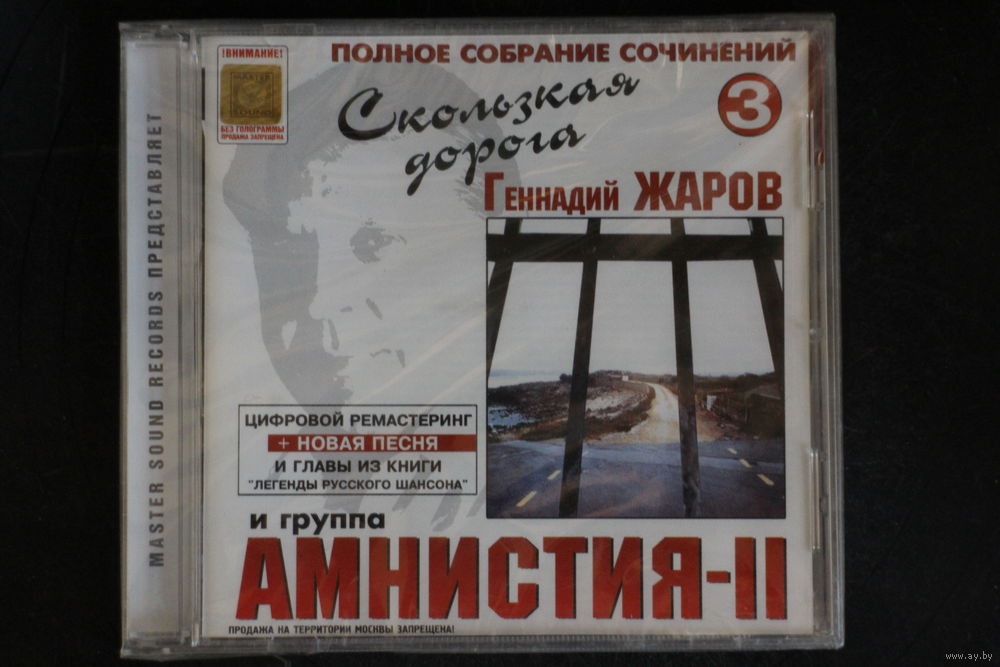 !ВНИМАНИЕ!
MASTER
SOUND
БЕЗ ГОЛОГРАММЫ
ПРОДАЖА ЗАПРЕЩЕНА
ПОЛНОЕ СОБРАНИЕ СОЧИНЕНИЙ
3
Скользкая
дорога
ГЕННАДИЙ ЖАРОВ
MASTER SOUND RECORDS ПРЕДСТАВЛЯЕТ
ЦИФРОВОЙ РЕМАСТЕРИНГ
+ НОВАЯ ПЕСНЯ
И ГЛАВЫ ИЗ КНИГИ
"ЛЕГЕНДЫ РУССКОГО ШАНСОНА"
и группа
АМНИСТИЯ-II
ПРОДАЖА НА ТЕРРИТОРИИ МОСКВЫ ЗАПРЕЩЕНА!
www.ay.by